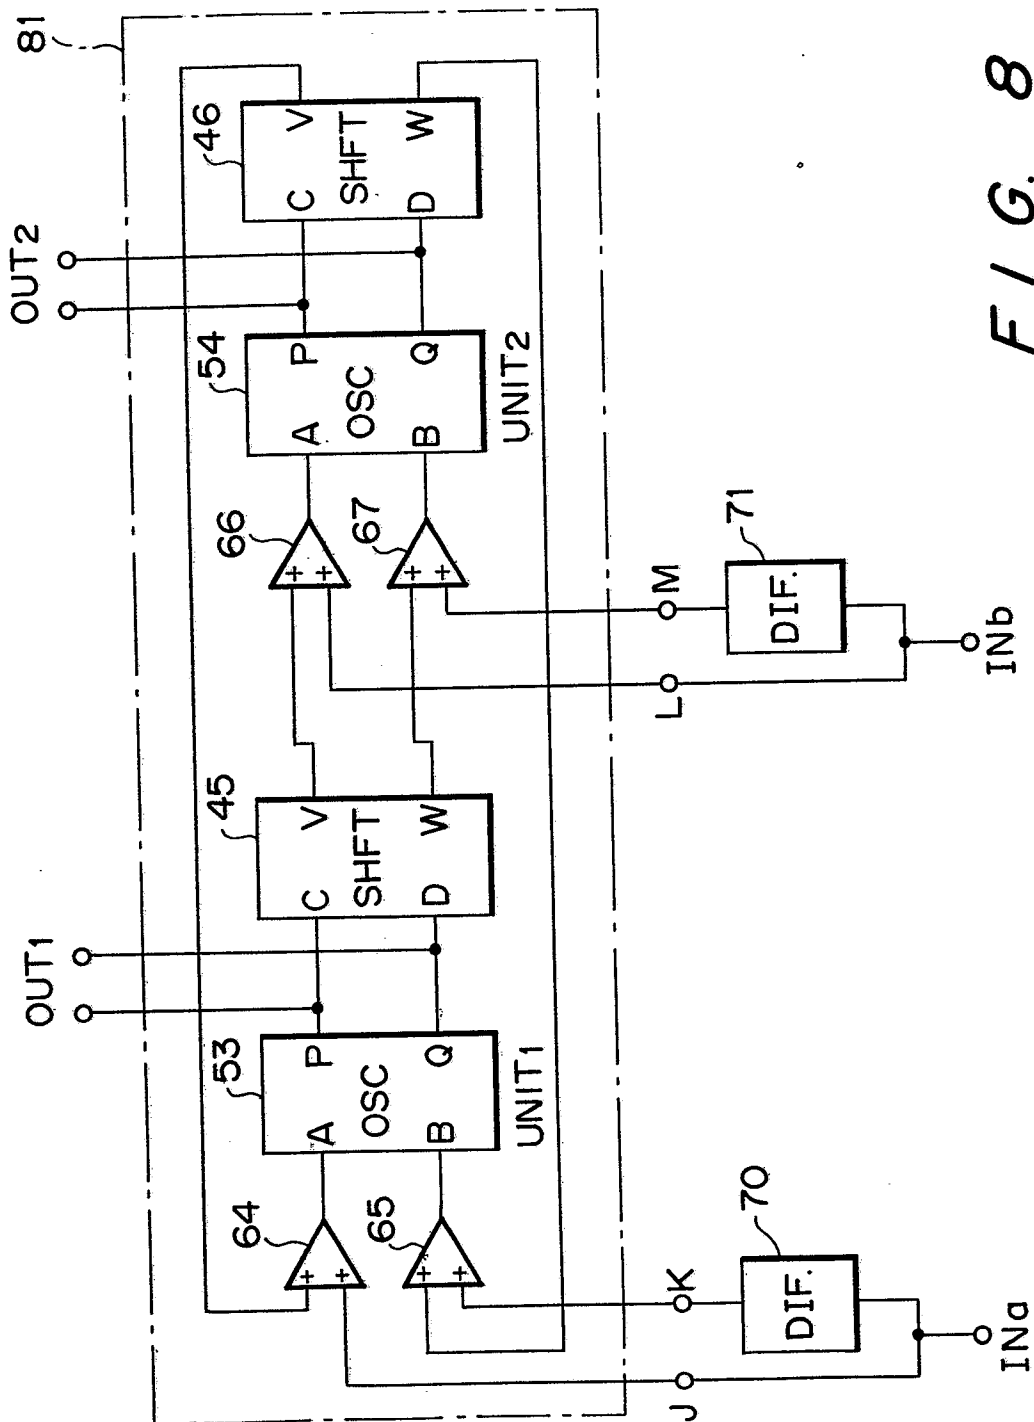 81
OUT1
OUT2
64
+
+
65
+
+
53
A
P
OSC
B
Q
UNIT1
45
C
V
SHFT
D
W
66
+
+
67
+
+
54
A
P
OSC
B
Q
UNIT2
46
C
V
SHFT
D
W
J
K
70
DIF.
INa
L
M
71
DIF.
INb
FIG. 8